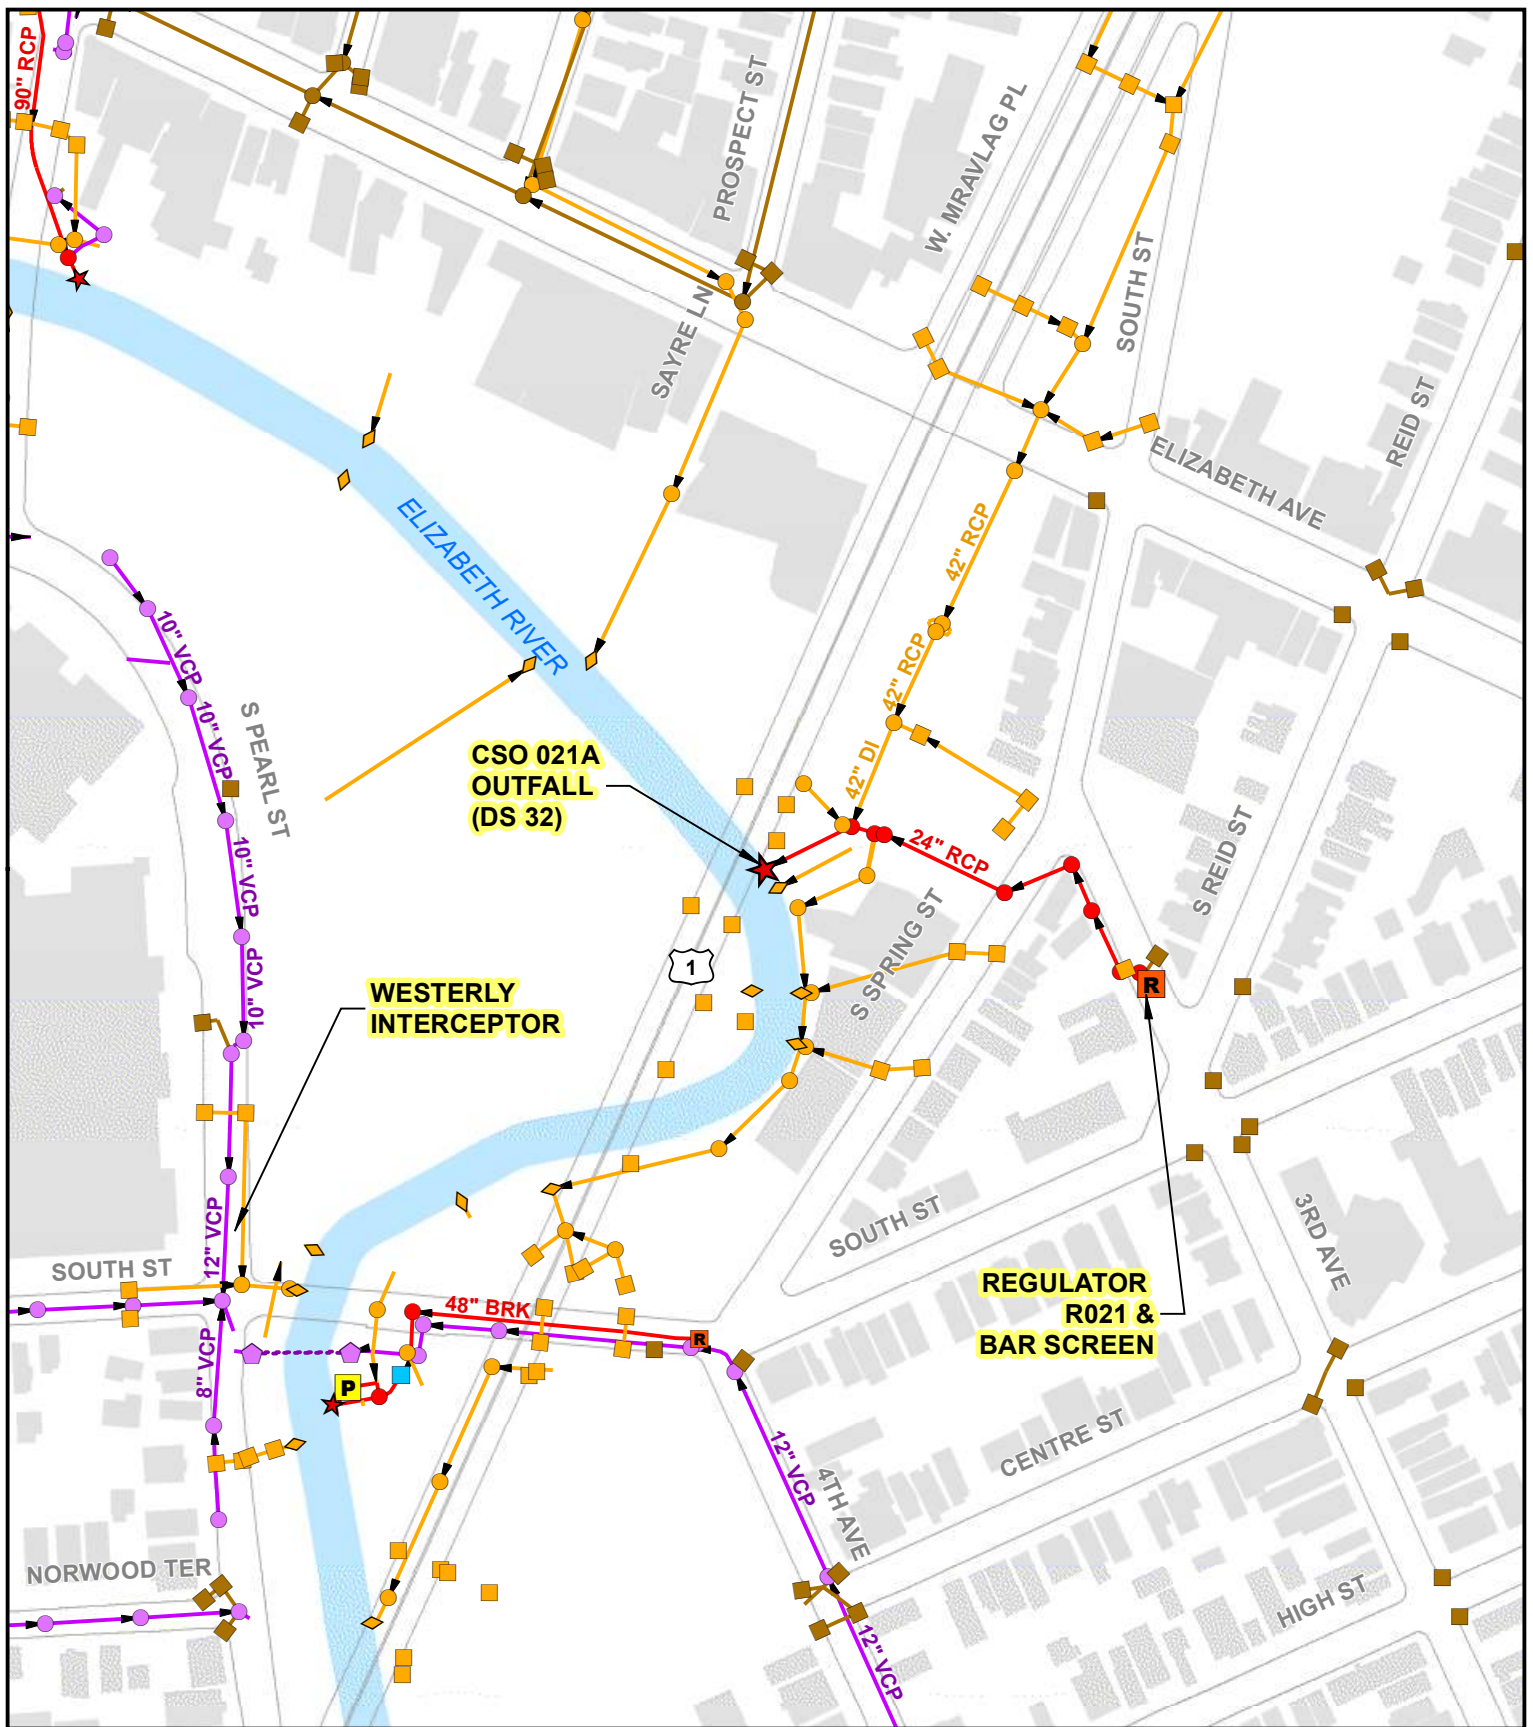 90" RCP
PROSPECT ST
W. MRAVLAG PL
SOUTH ST
SAYRE LN
REID ST
ELIZABETH AVE
ELIZABETH RIVER
42" RCP
42" RCP
42" DI
10" VCP
10" VCP
10" VCP
10" VCP
S PEARL ST
CSO 021A
OUTFALL
(DS 32)
24" RCP
S REID ST
S SPRING ST
1
R
WESTERLY
INTERCEPTOR
12" VCP
SOUTH ST
SOUTH ST
3RD AVE
REGULATOR
R021 &
BAR SCREEN
48" BRK
R
8" VCP
P
CENTRE ST
12" VCP
4TH AVE
NORWOOD TER
HIGH ST
12" VCP